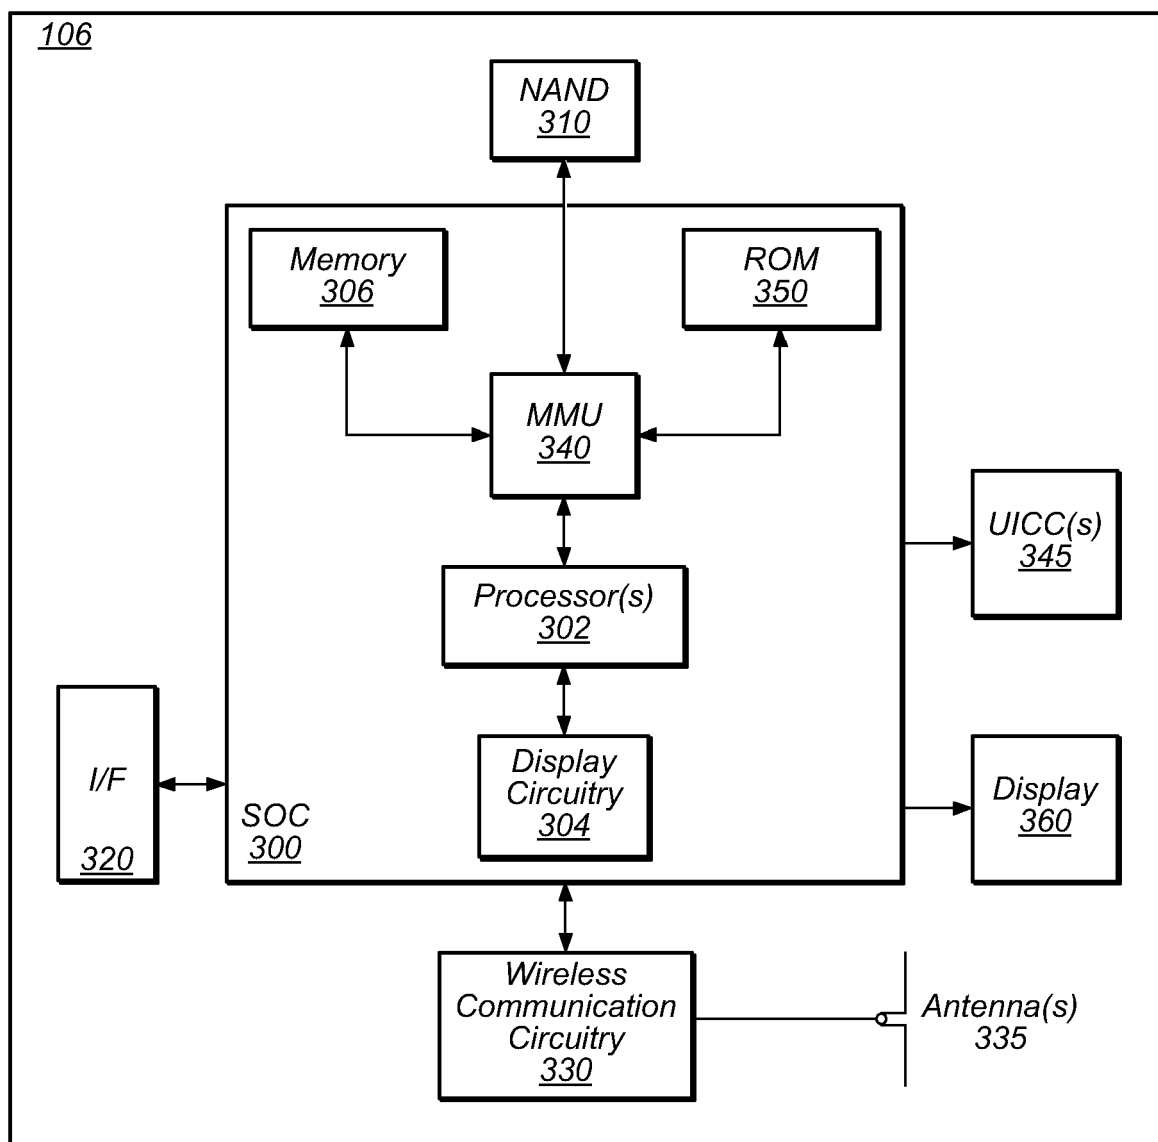 106
NAND
310
Memory
306
ROM
350
MMU
340
UICC(s)
345
Processor(s)
302
I/F
320
Display
Circuitry
304
SOC
300
Display
360
Wireless
Communication
Circuitry
330
Antenna(s)
335